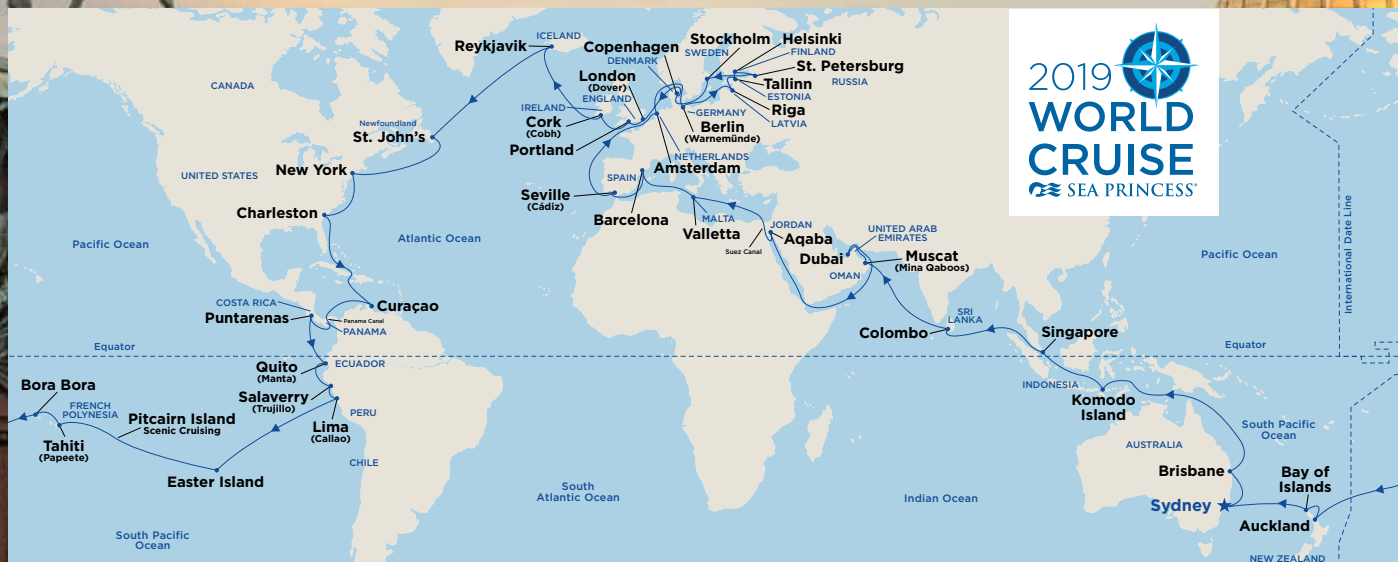 Reykjavik
ICELAND
Copenhagen
DENMARK
Stockholm
SWEDEN
Helsinki
FINLAND
St. Petersburg
RUSSIA
Tallinn
ESTONIA
Riga
LATVIA
London
(Dover)
ENGLAND
IRELAND
Cork
(Cobh)
Portland
GERMANY
Berlin
(Warnemünde)
NETHERLANDS
Amsterdam
CANADA
Newfoundland
St. John's
New York
UNITED STATES
Charleston
Pacific Ocean
Atlantic Ocean
SPAIN
Seville
(Cádiz)
Barcelona
MALTA
Valletta
Suez Canal
JORDAN
Aqaba
UNITED ARAB
EMIRATES
Dubai
Muscat
(Mina Qaboos)
OMAN
2019
WORLD
CRUISE
SEA PRINCESS®
Pacific Ocean
International Date Line
COSTA RICA
Puntarenas
Curaçao
Panama Canal
PANAMA
Colombo
SRI
LANKA
Singapore
Equator
Equator
Quito
(Manta)
ECUADOR
Salaverry
(Trujillo)
PERU
Lima
(Callao)
CHILE
Bora Bora
FRENCH
POLYNESIA
Pitcairn Island
Scenic Cruising
Tahiti
(Papeete)
Easter Island
South Pacific
Ocean
South
Atlantic Ocean
Indian Ocean
INDONESIA
Komodo
Island
AUSTRALIA
South Pacific
Ocean
Brisbane
Sydney
Bay of
Islands
Auckland
NEW ZEALAND